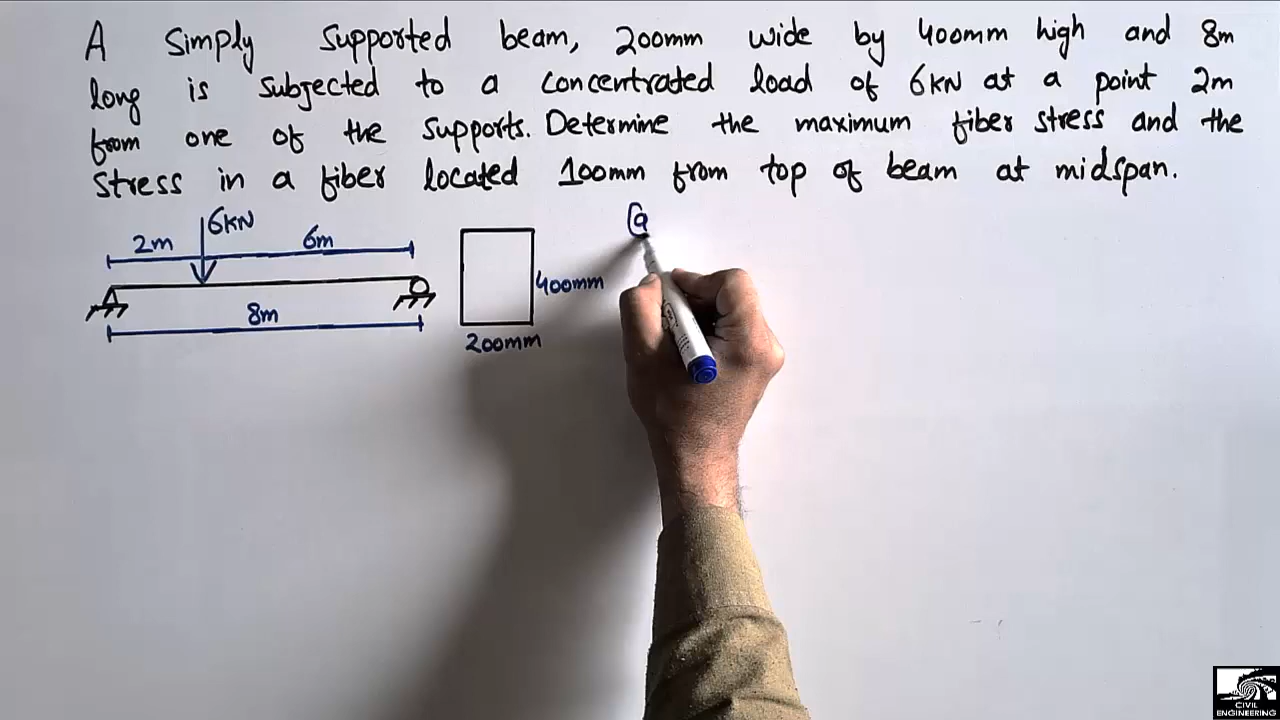 A Simply Supported beam, 200mm wide by 400mm high and 8m
long is subjected to a concentrated load of 6KN at a point 2m
from one of the supports. Determine the maximum fiber stress and the
stress in a fiber located 100mm from top of beam at midspan.
6KN
2m
6m
8m
400mm
200mm
a
CIVIL
ENGINEERING